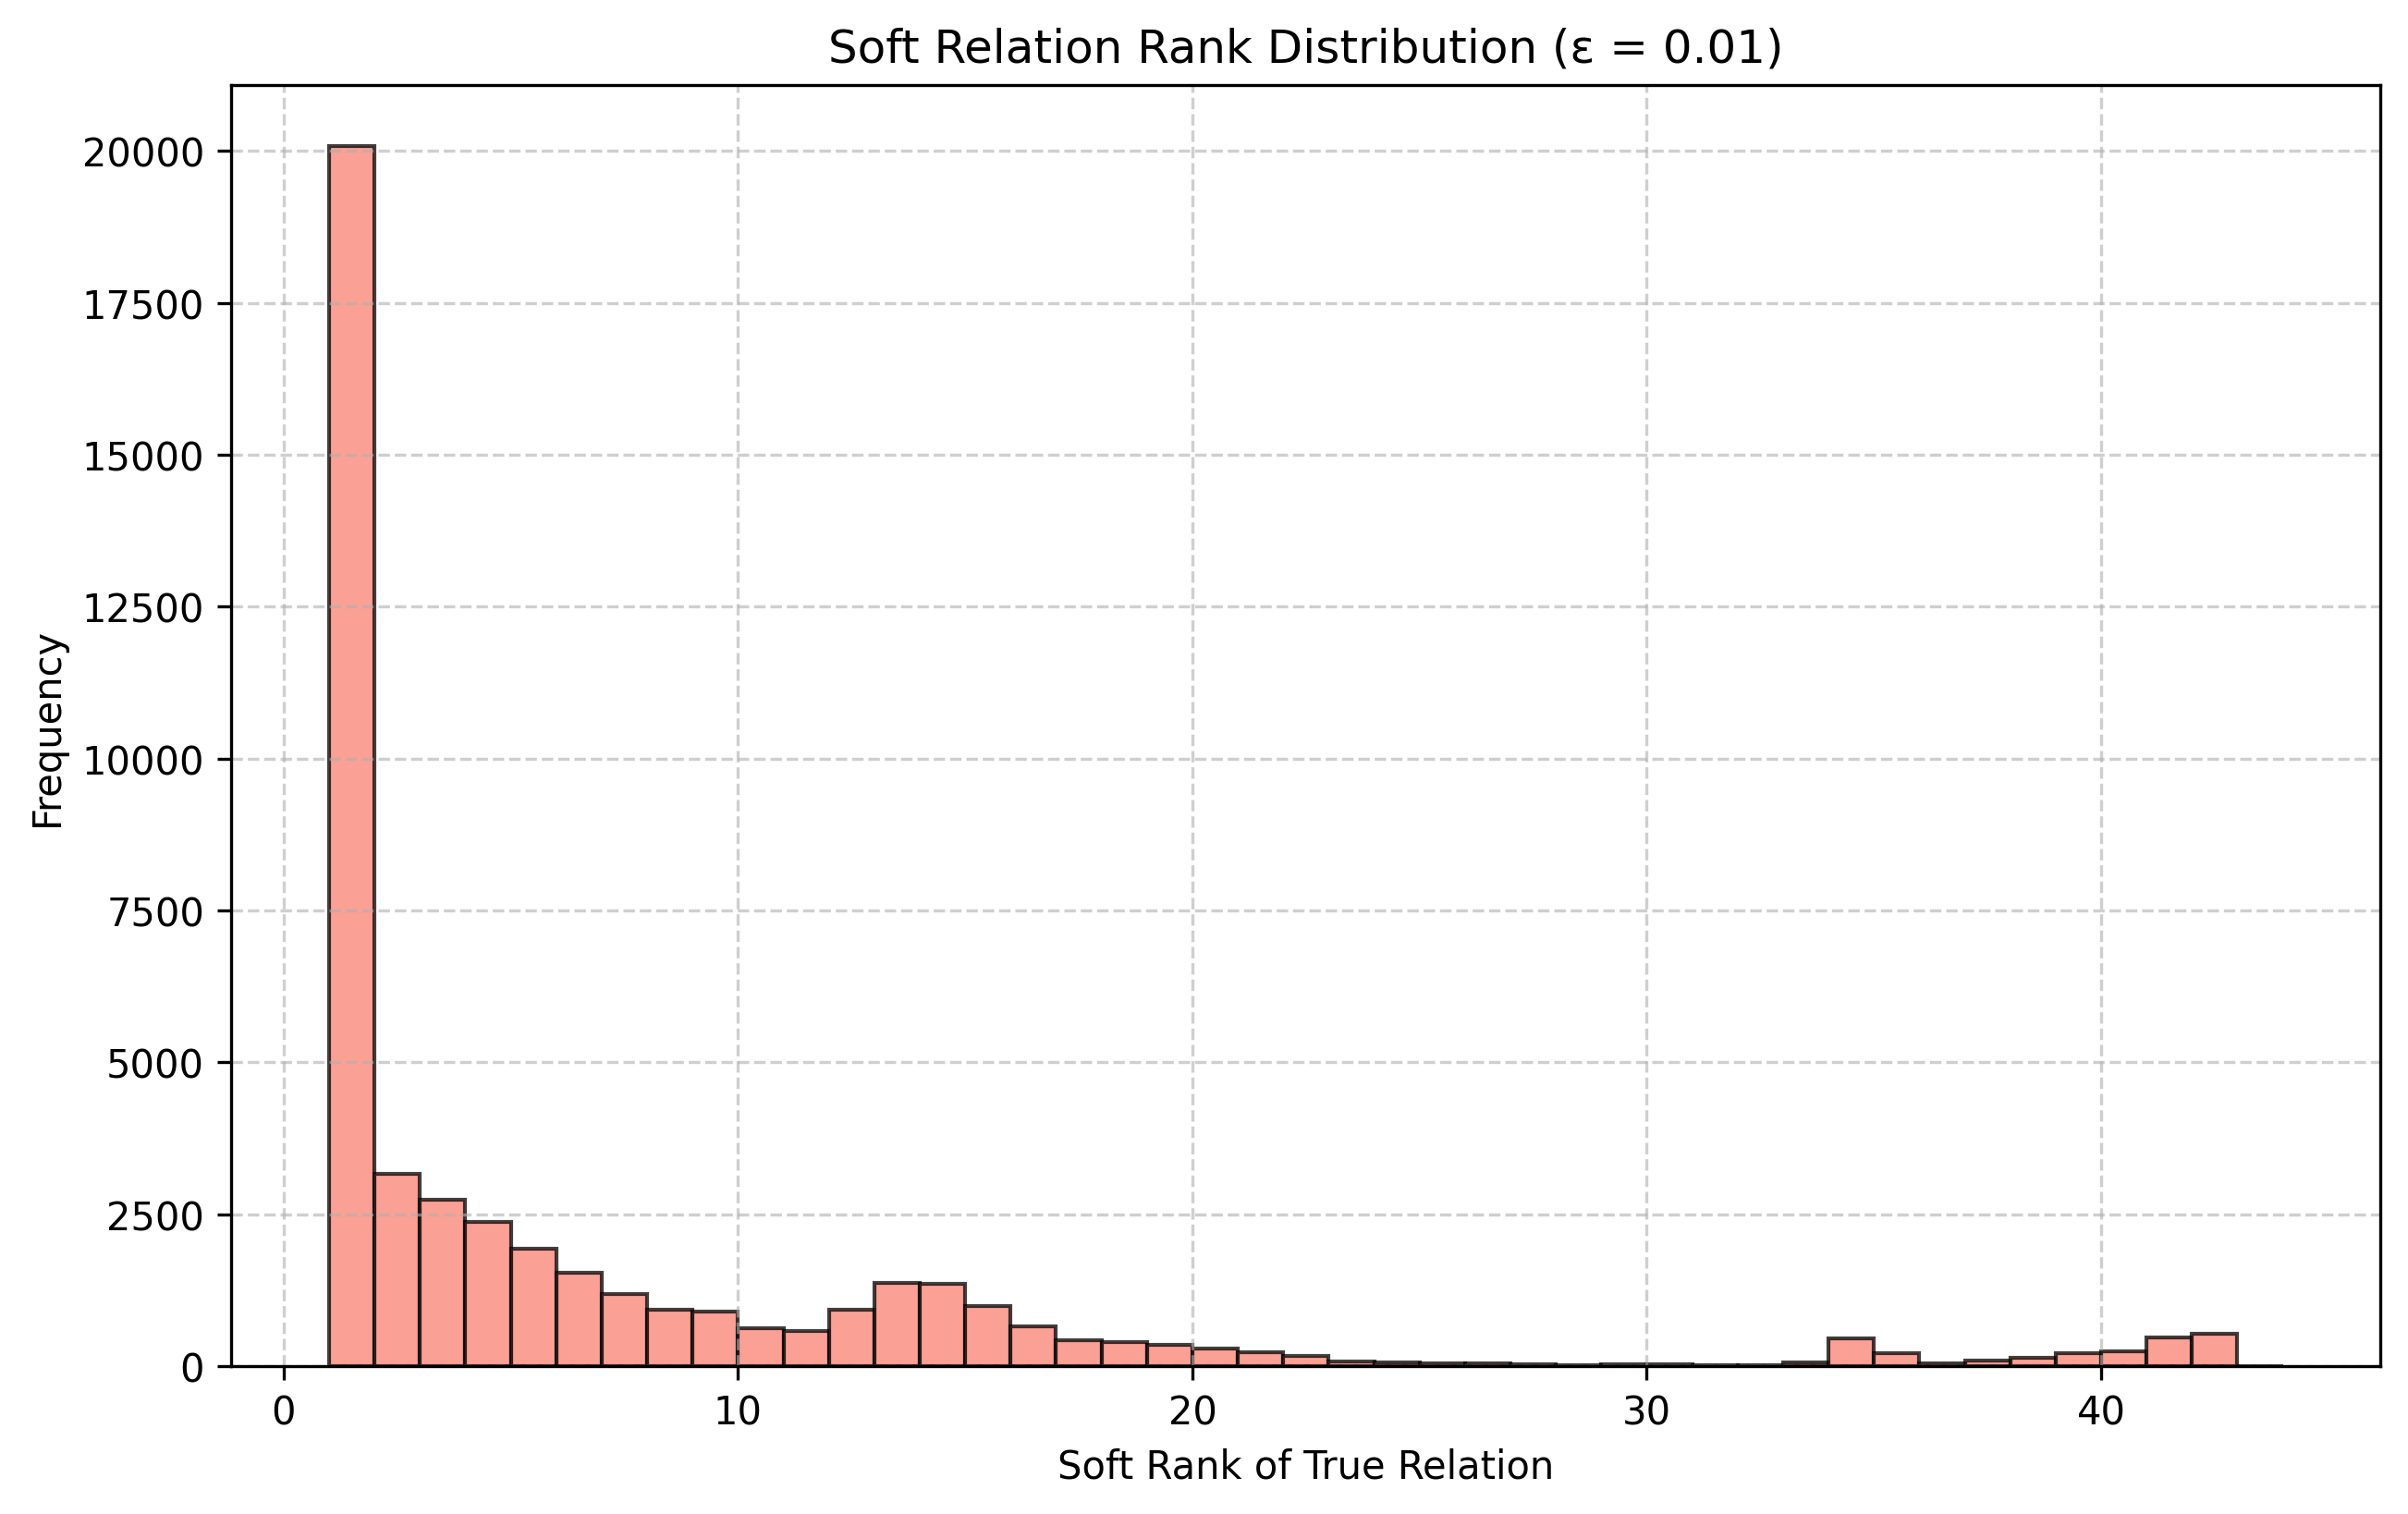 Soft Relation Rank Distribution (ε = 0.01)
Frequency
20000
17500
15000
12500
10000
7500
5000
2500
0
0 10 20 30 40
Soft Rank of True Relation